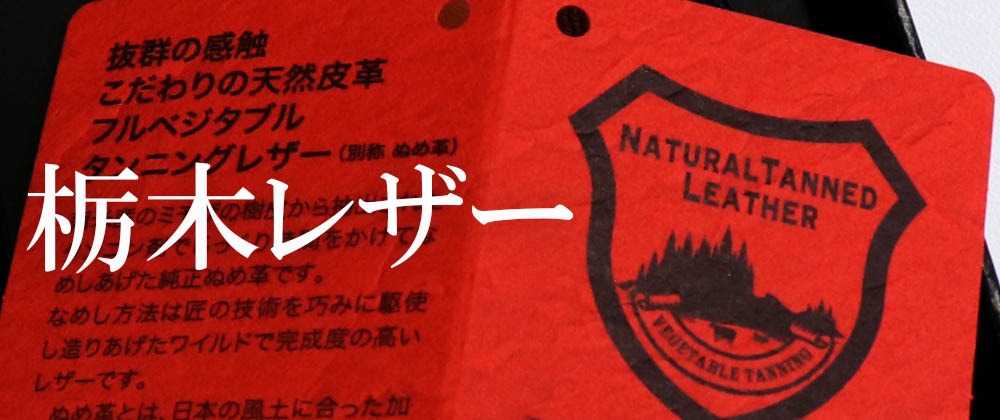 抜群の感触
こだわりの天然皮革
フルベジタブル
タンニングレザー(別称 ぬめ革)
栃木レザー
めしあげた純正ぬめ革です。
なめし方法は匠の技術を巧みに駆使
し造りあげたワイルドで完成度の高い
レザーです。
ぬめ革とは、日本の風土に合った加
NATURALTANNED
LEATHER
VEGETABLE TANNING